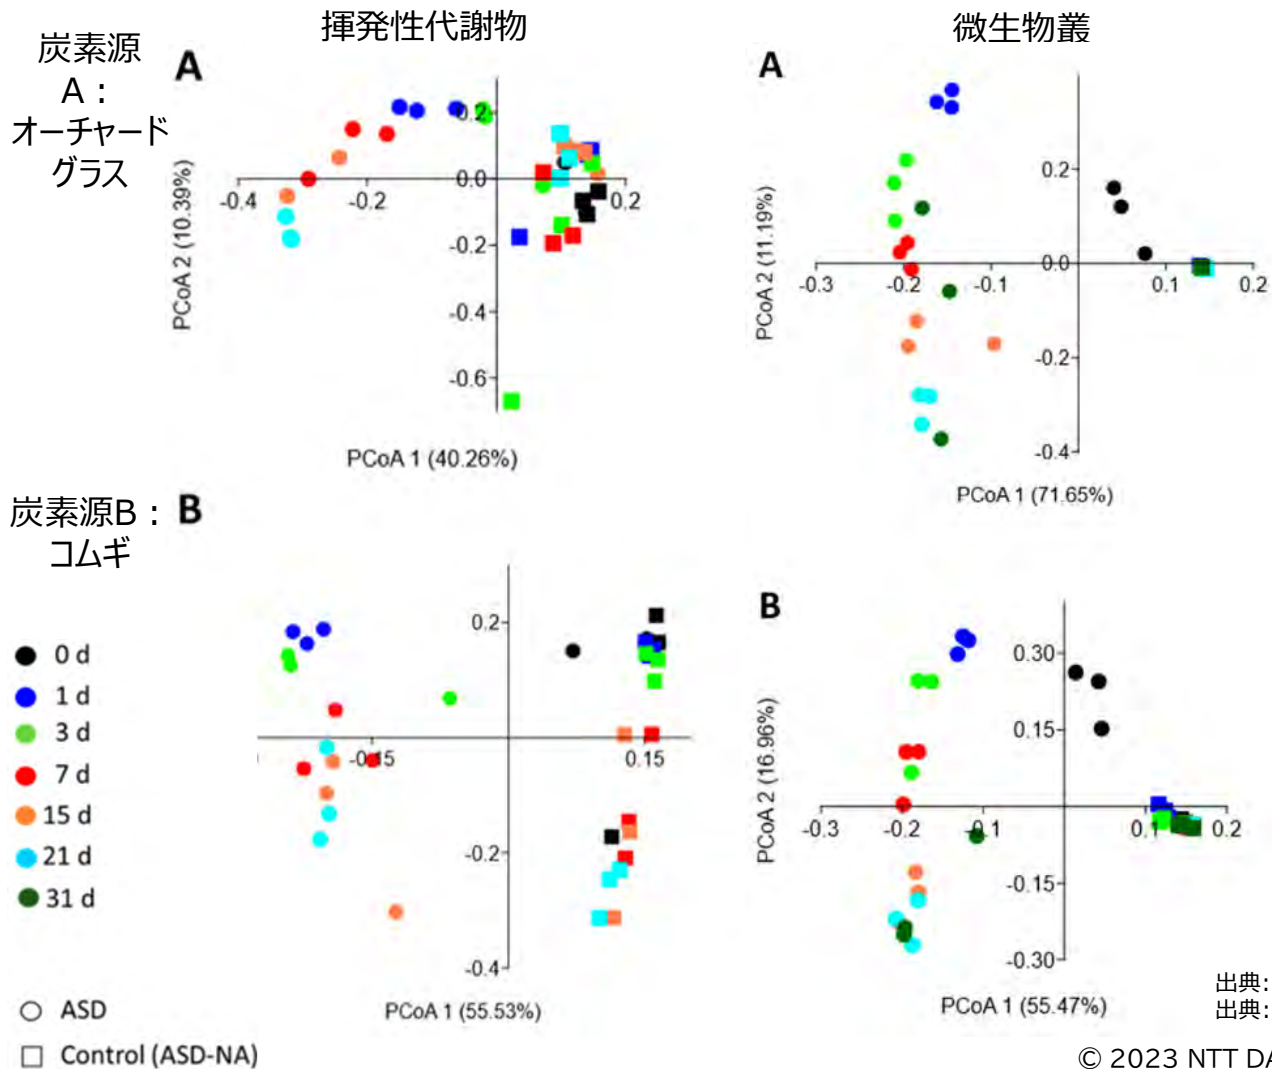 揮発性代謝物
微生物叢
炭素源
A：
オーチャード
グラス
A
0.2
0.0
-0.4
-0.2
0.2
-0.2
-0.4
-0.6
PCoA 2 (10.39%)
PCoA 1 (40.26%)
A
0.2
0.0
-0.3
-0.2
-0.1
0.1
0.2
-0.2
-0.4
PCoA 2 (11.19%)
PCoA 1 (71.65%)
炭素源B：
コムギ
B
0.2
-0.15
0.15
-0.2
-0.4
PCoA 1 (55.53%)
B
0.30
0.15
-0.3
-0.2
-0.1
0.1
0.2
-0.15
-0.30
PCoA 2 (16.96%)
PCoA 1 (55.47%)
0 d
1 d
3 d
7 d
15 d
21 d
31 d
ASD
Control (ASD-NA)
出典:
出典:
© 2023 NTT DA